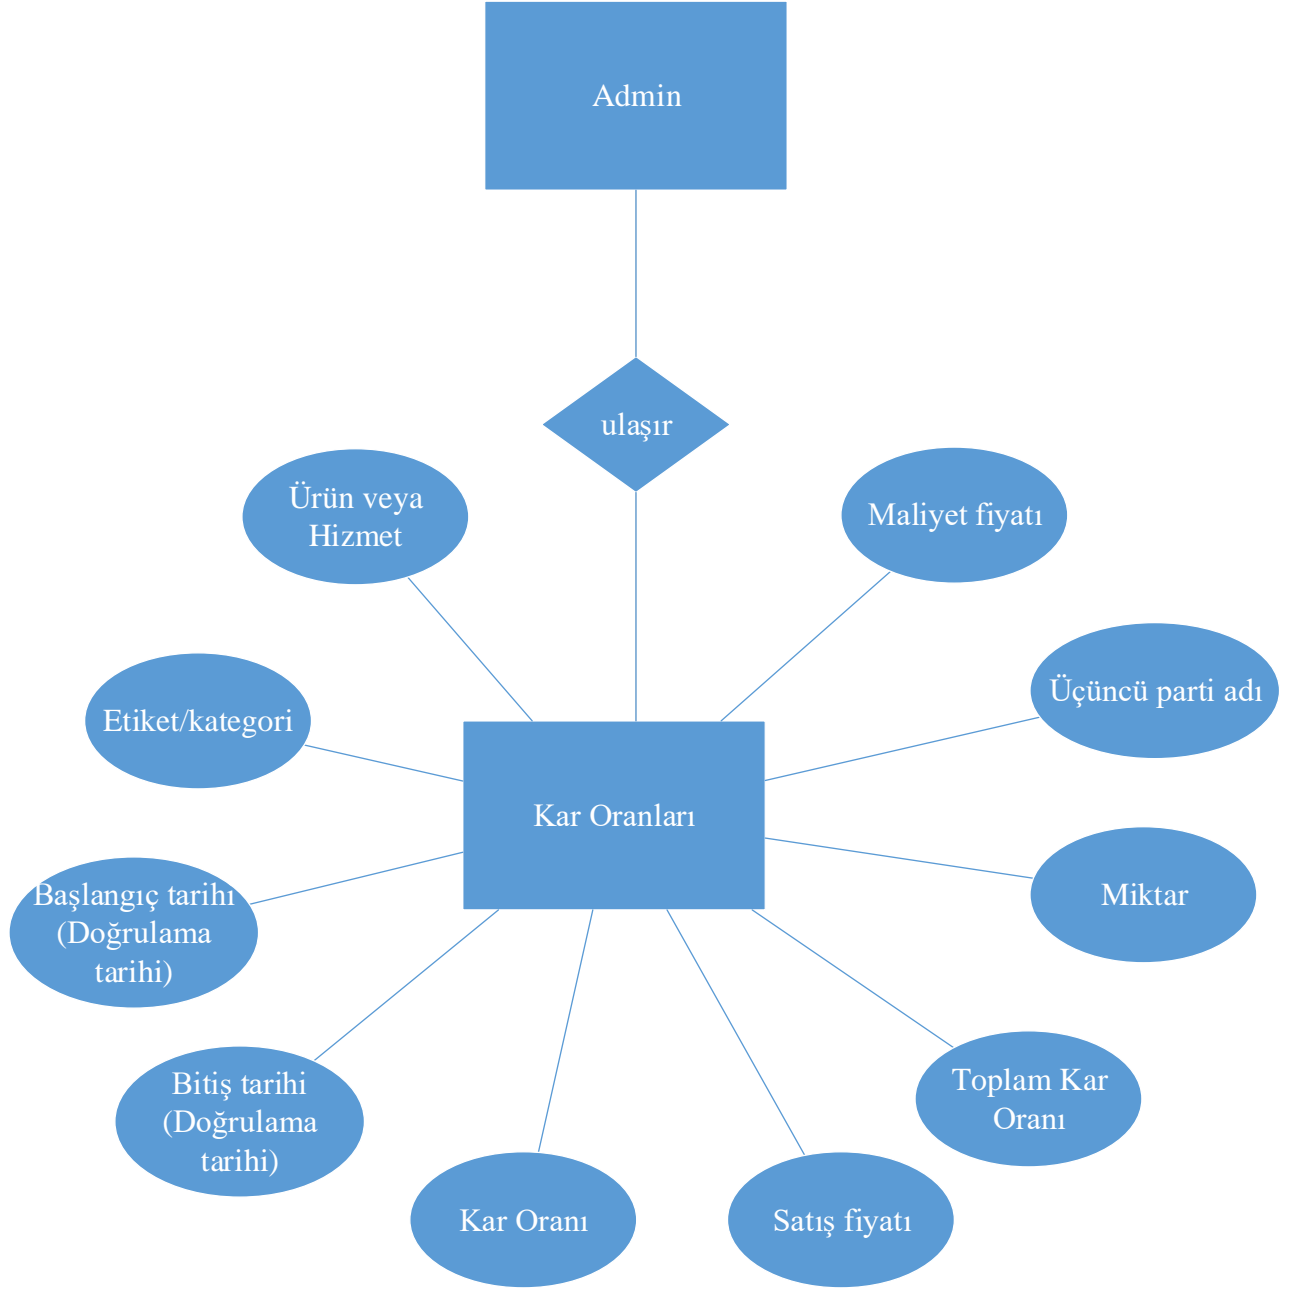 Admin
ulaşır
Ürün veya
Hizmet
Maliyet fiyatı
Etiket/kategori
Üçüncü parti adı
Kar Oranları
Başlangıç tarihi
(Doğrulama
tarihi)
Miktar
Bitiş tarihi
(Doğrulama
tarihi)
Toplam Kar
Oranı
Kar Oranı
Satış fiyatı